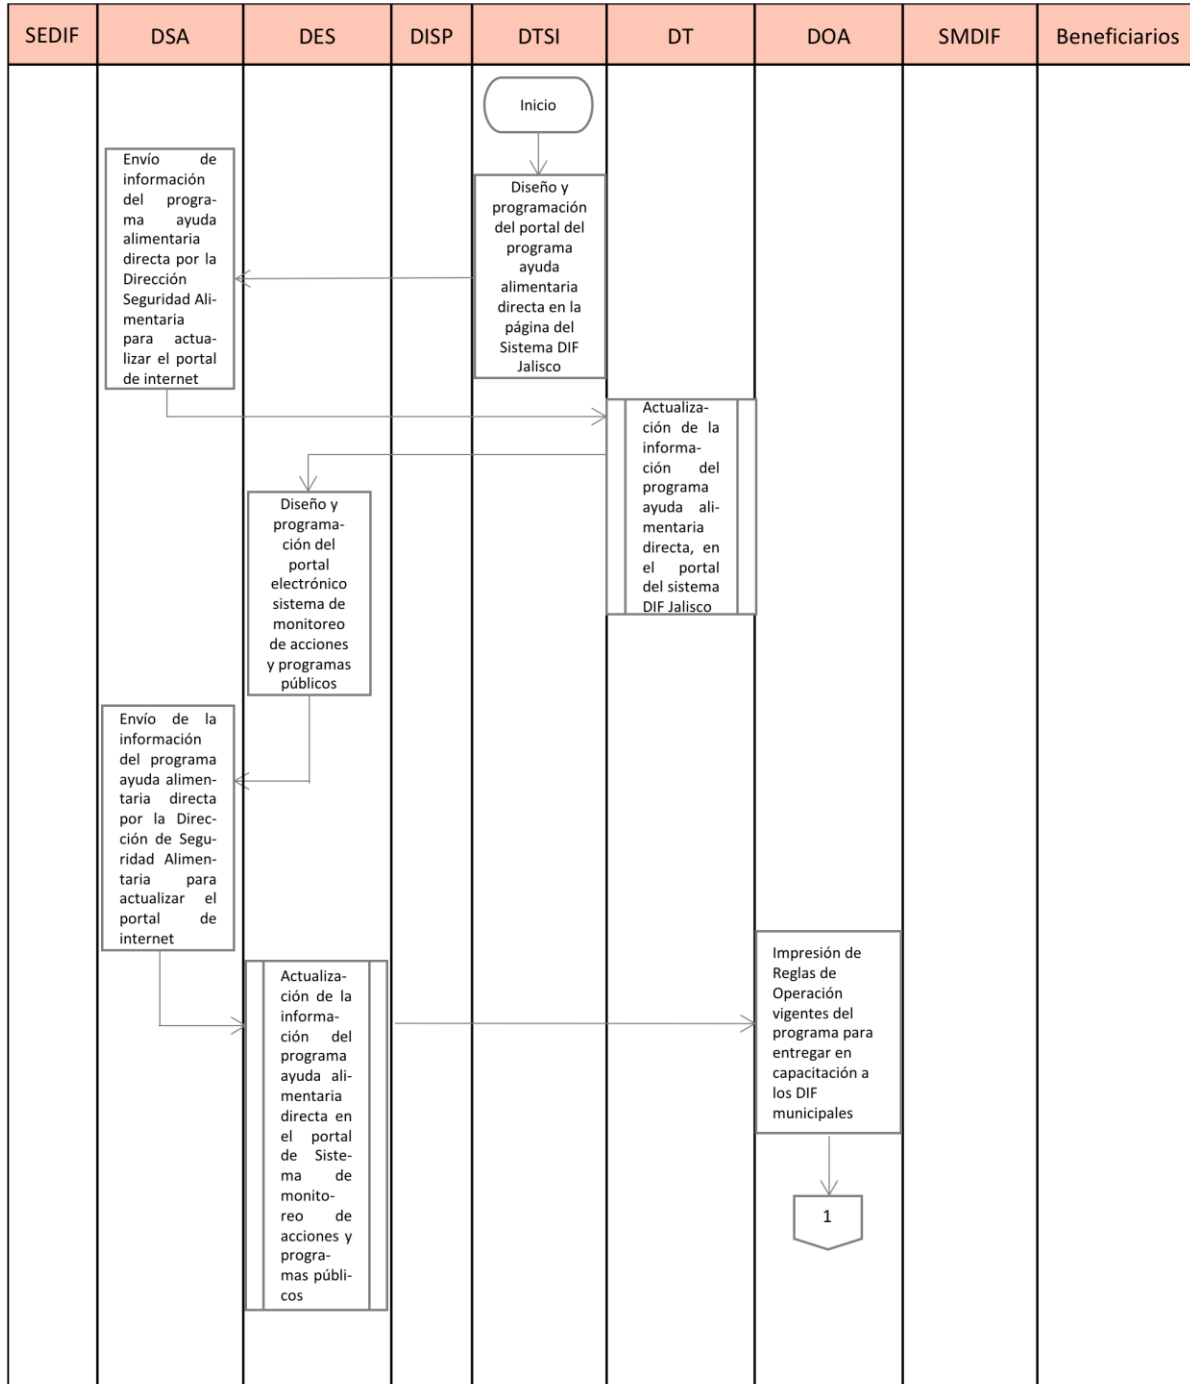 SEDIF DSA DES DISP DTSI DT DOA SMDIF Beneficiarios
Inicio
Diseño y
programación
del portal del
programa
ayuda
alimentaria
directa en la
página del
Sistema DIF
Jalisco
Envío de
información
del progra-
ma ayuda
alimentaria
directa por la
Dirección
Seguridad Ali-
mentaria
para actua-
lizar el portal
de internet
Actualiza-
ción de la
informa-
ción del
programa
ayuda ali-
mentaria
directa, en
el portal
del sistema
DIF Jalisco
Diseño y
programa-
ción del
portal
electrónico
sistema de
monitoreo
de acciones
y programas
públicos
Envío de la
información
del programa
ayuda alimen-
taria directa
por la Direc-
ción de Segu-
ridad Alimen-
taria para
actualizar el
portal de
internet
Actualiza-
ción de la
informa-
ción del
programa
ayuda ali-
mentaria
directa en
el portal
de Siste-
ma de
monito-
reo de
acciones y
progra-
mas públi-
cos
Impresión de
Reglas de
Operación
vigentes del
programa para
entregar en
capacitación a
los DIF
municipales
1